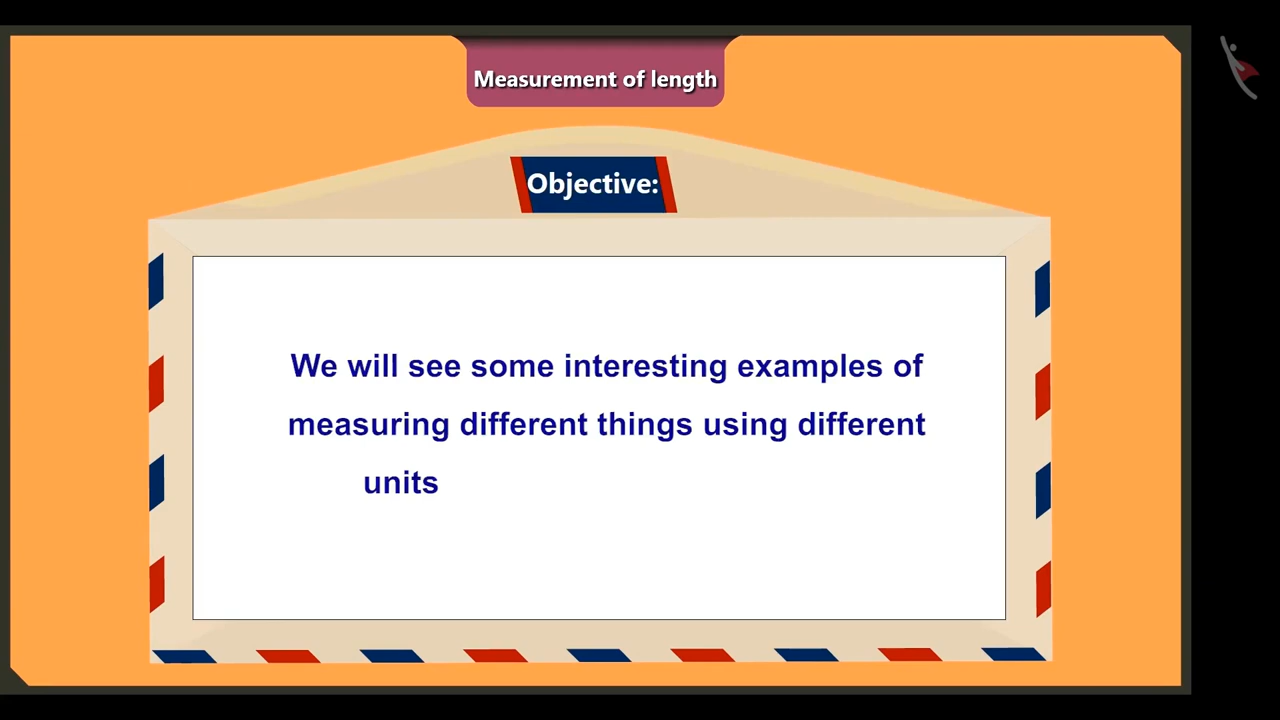 Measurement of length
Objective:
We will see some interesting examples of
measuring different things using different
units